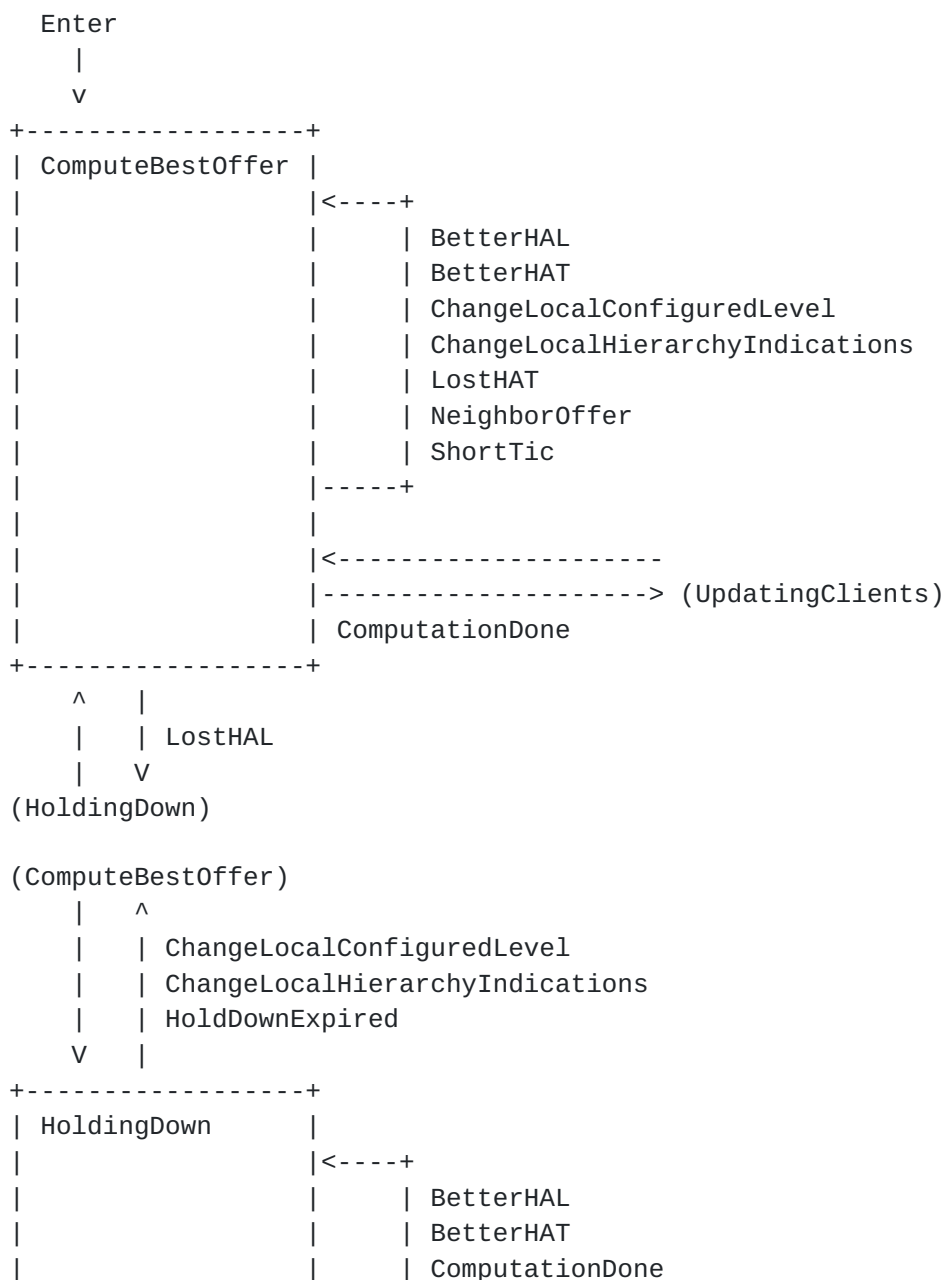 Enter
    |
    v
+------------------+
| ComputeBestOffer |
|                  |<----+
|                  |     | BetterHAL
|                  |     | BetterHAT
|                  |     | ChangeLocalConfiguredLevel
|                  |     | ChangeLocalHierarchyIndications
|                  |     | LostHAT
|                  |     | NeighborOffer
|                  |     | ShortTic
|                  |-----+
|                  |
|                  |<---------------------
|                  |---------------------> (UpdatingClients)
|                  | ComputationDone
+------------------+
    ^   |
    |   | LostHAL
    |   V
(HoldingDown)

(ComputeBestOffer)
    |   ^
    |   | ChangeLocalConfiguredLevel
    |   | ChangeLocalHierarchyIndications
    |   | HoldDownExpired
    V   |
+------------------+
| HoldingDown      |
|                  |<----+
|                  |     | BetterHAL
|                  |     | BetterHAT
|                  |     | ComputationDone